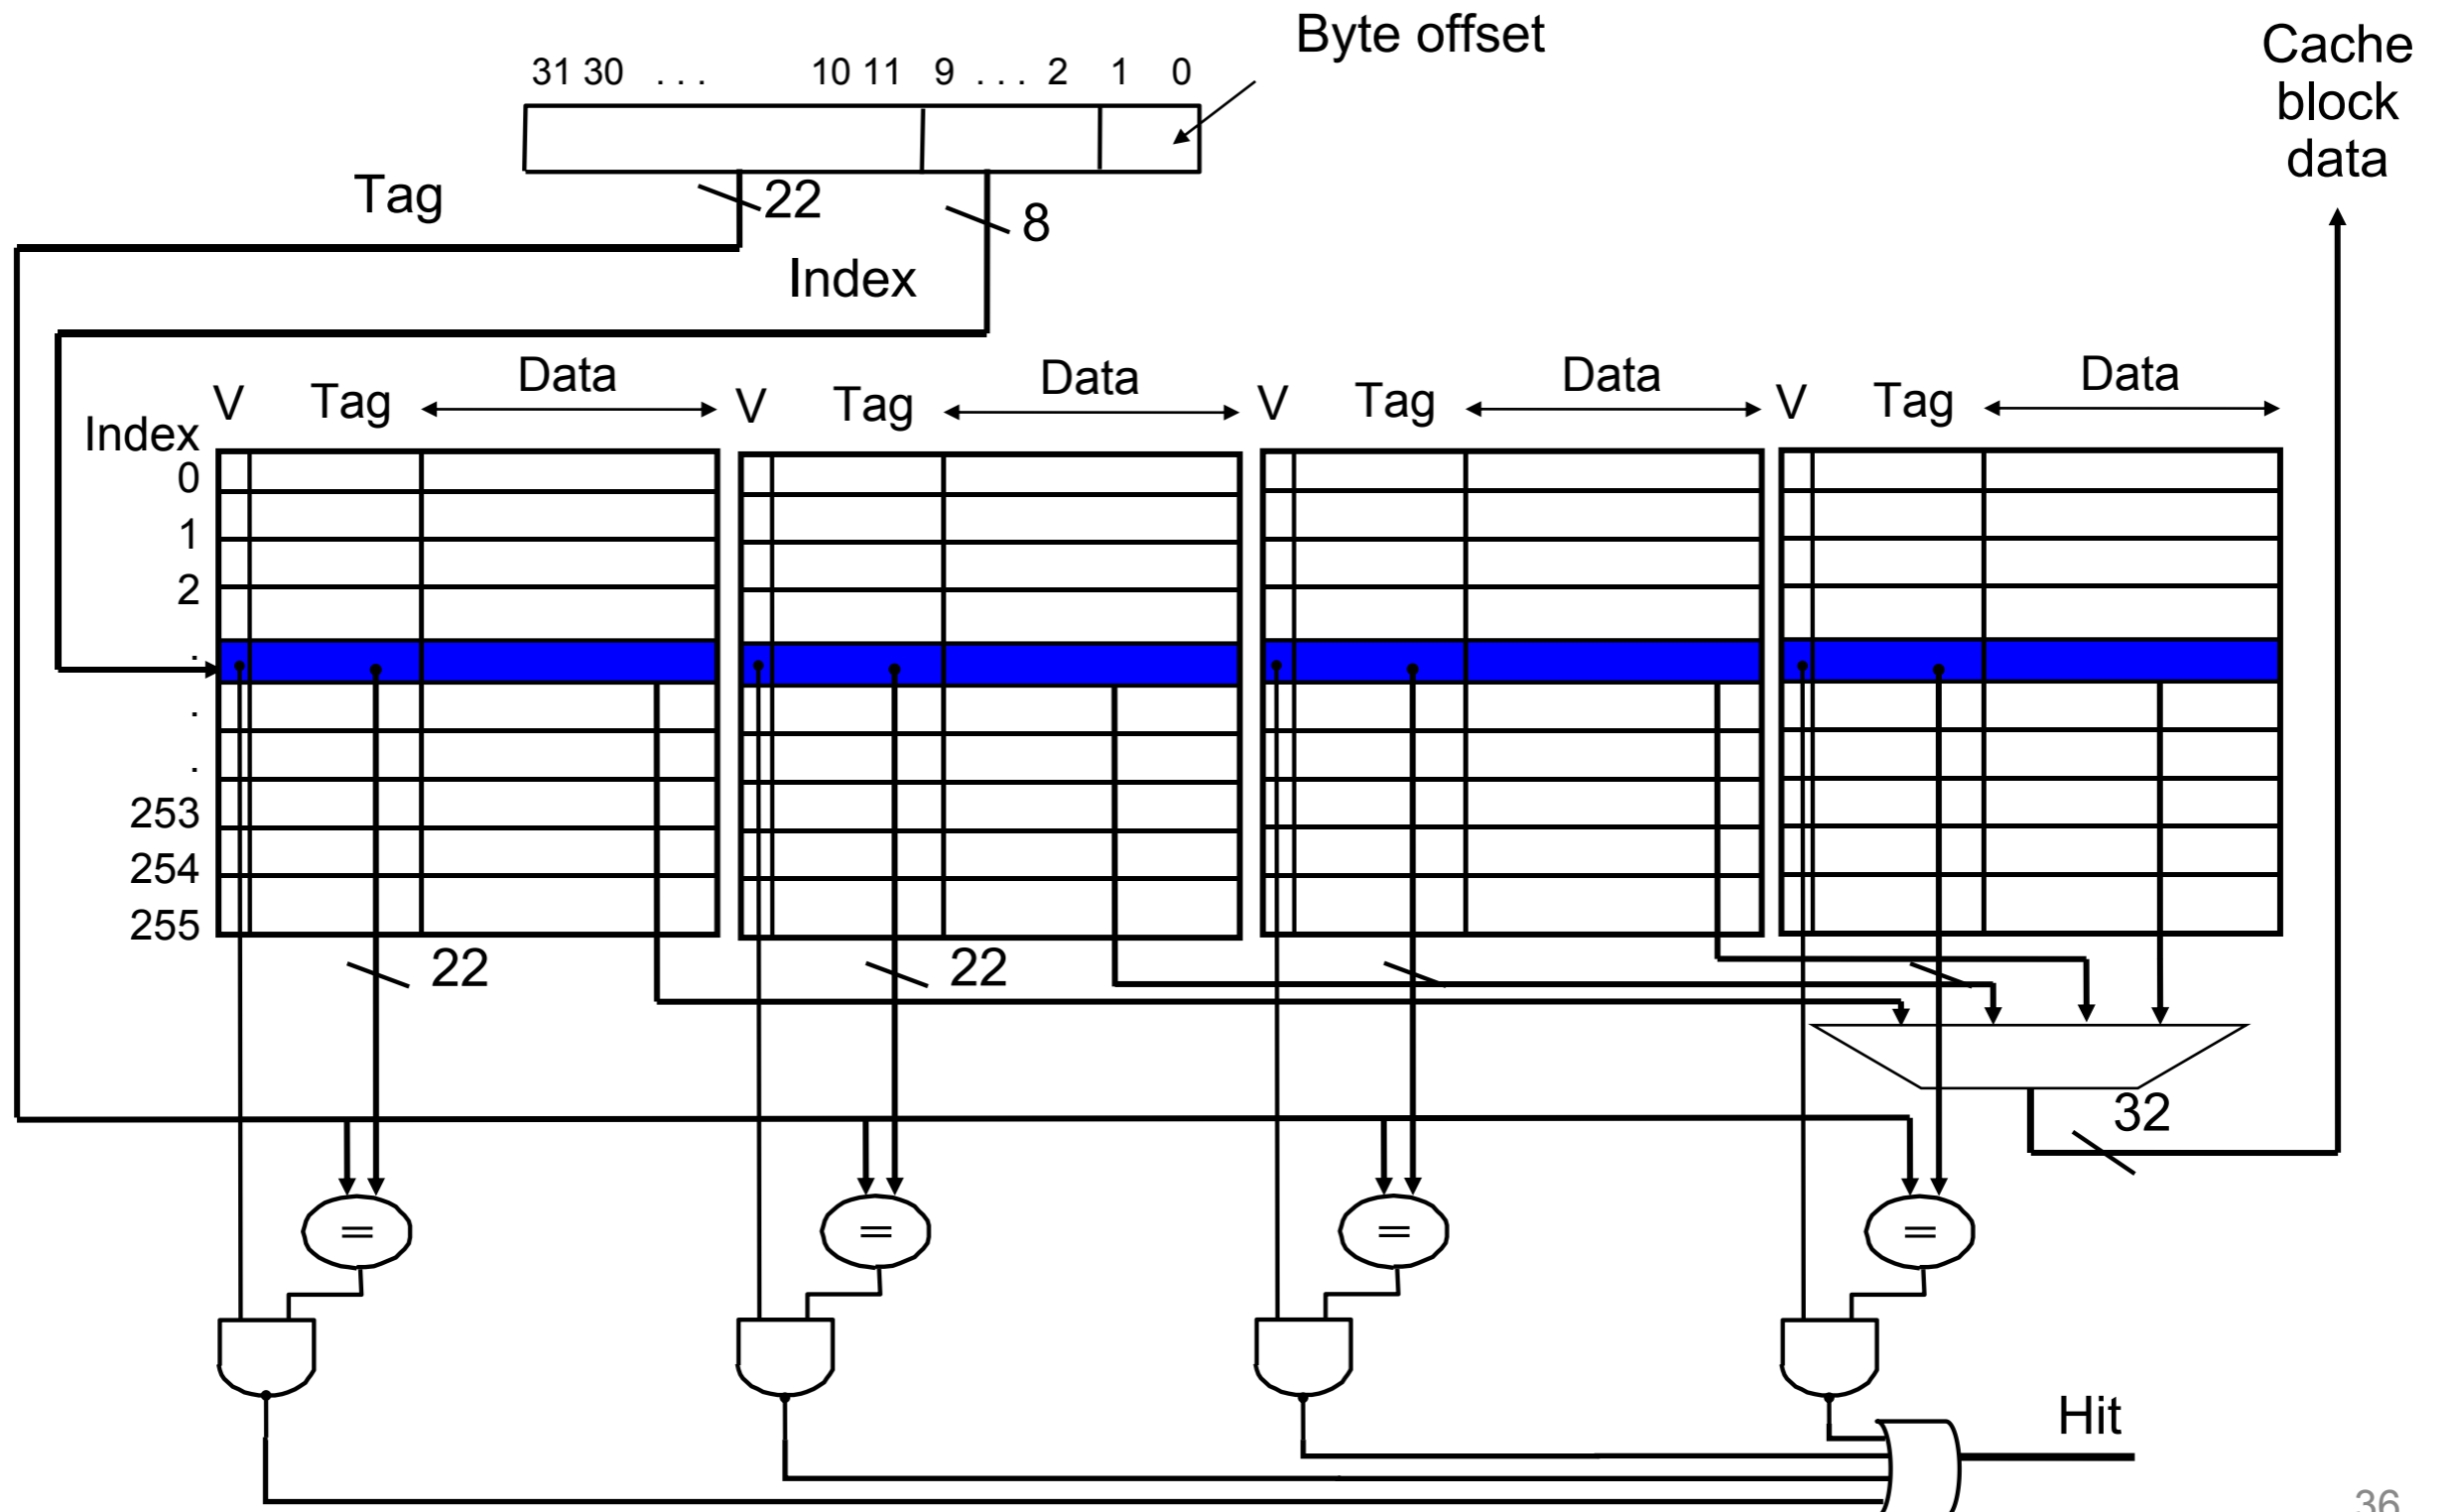 Byte offset
Cache
block
data
31 30 . . . 10 11 9 . . . 2 1 0
Tag
22
8
Index
V Tag Data V Tag Data V Tag Data V Tag Data
Index
0
1
2
.
.
.
253
254
255
22 22
32
= = = =
Hit
36